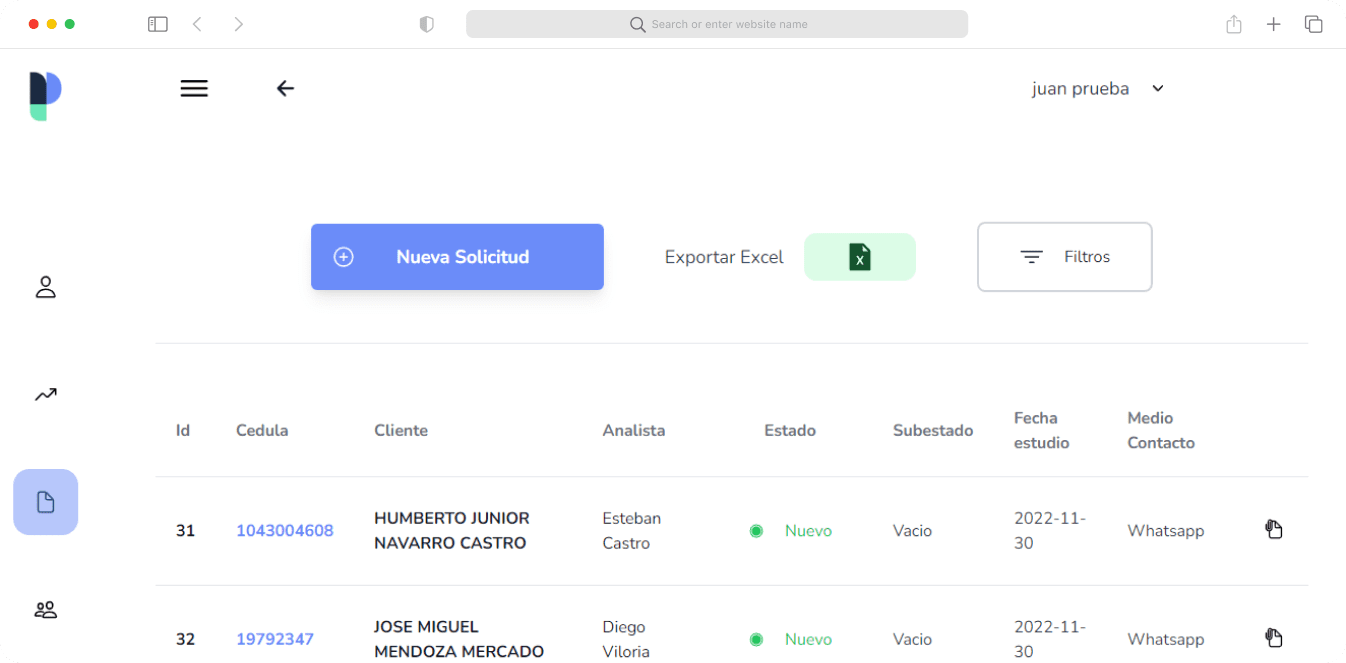 Search or enter website name
juan prueba
Nueva Solicitud
Exportar Excel
Filtros
Id Cedula Cliente Analista Estado Subestado Fecha estudio Medio Contacto
31 1043004608 HUMBERTO JUNIOR NAVARRO CASTRO Esteban Castro Nuevo Vacio 2022-11-30 Whatsapp
32 19792347 JOSE MIGUEL MENDOZA MERCADO Diego Viloria Nuevo Vacio 2022-11-30 Whatsapp